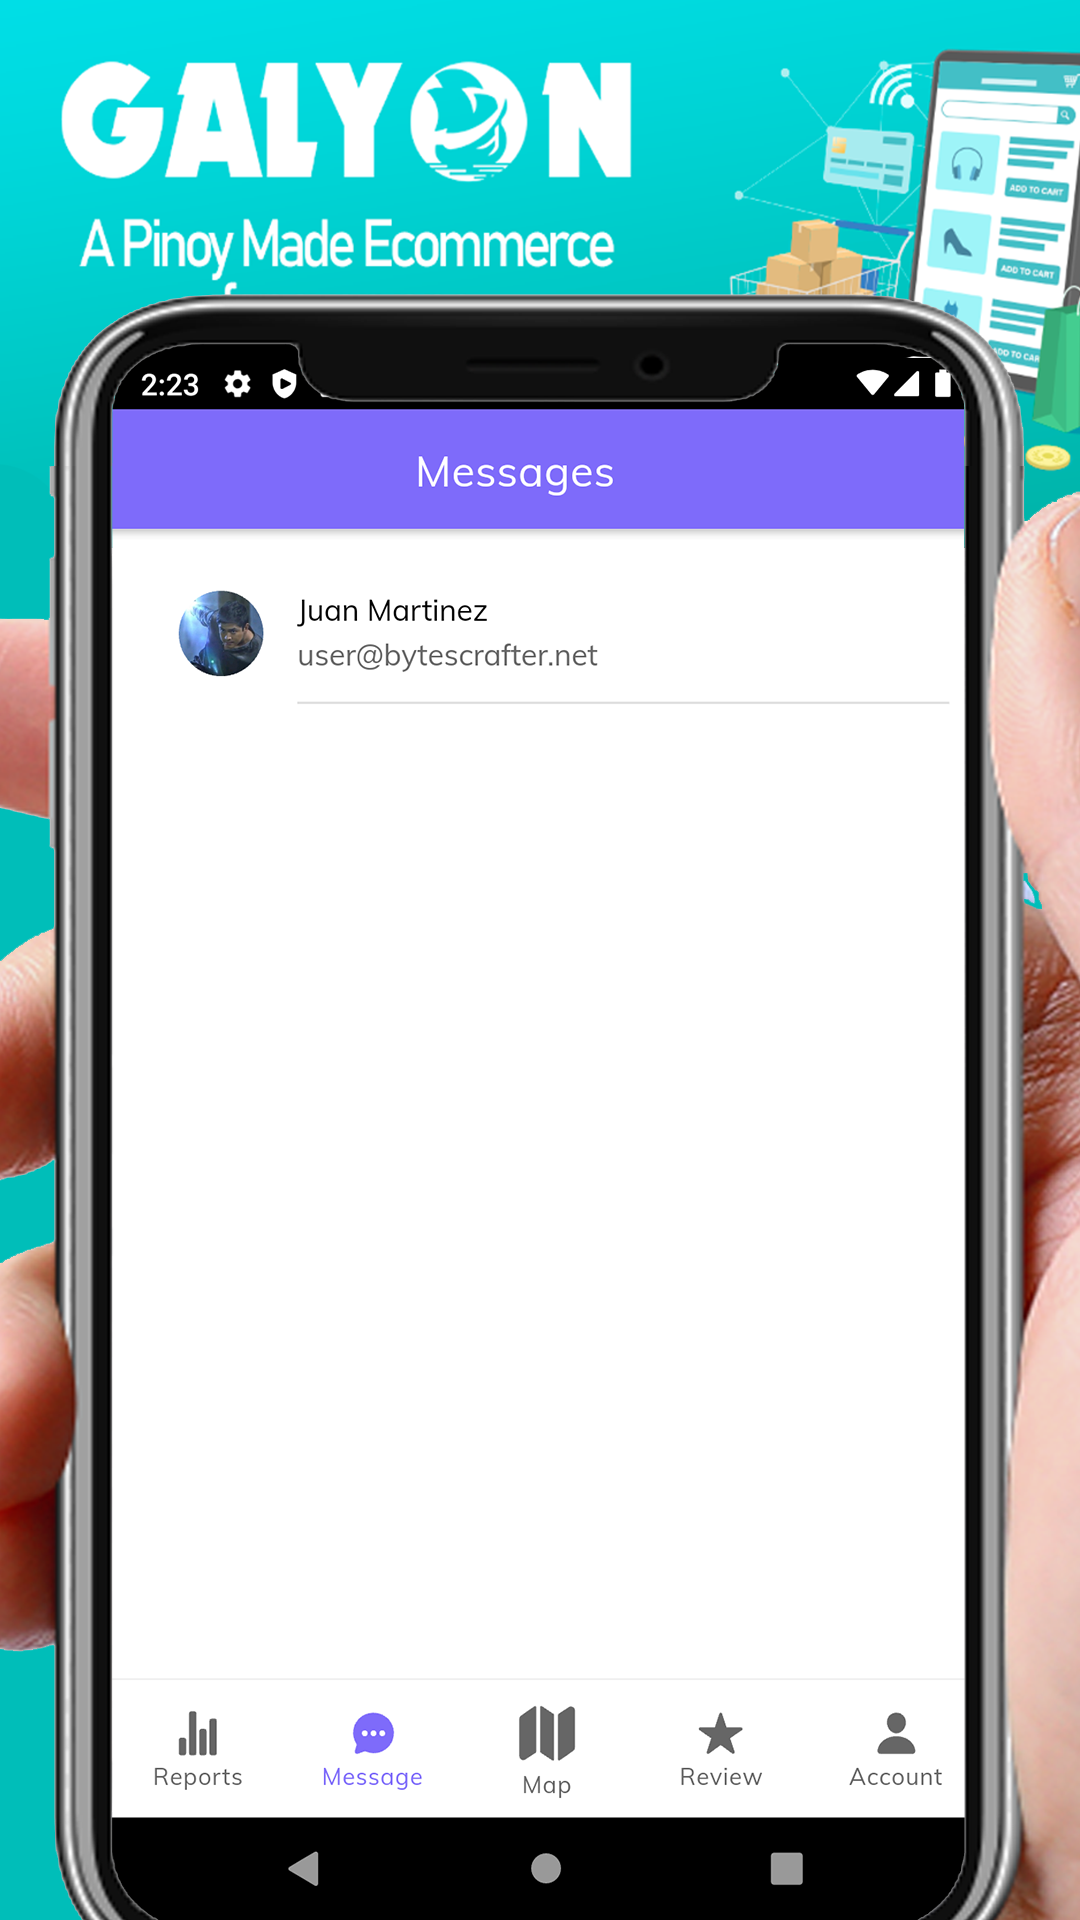 GALYON
A Pinoy Made Ecommerce
ADD TO CART
ADD TO CART
ADD TO CAR
2:23
Messages
Juan Martinez
user@bytescrafter.net
Reports
Message
Map
Review
Account